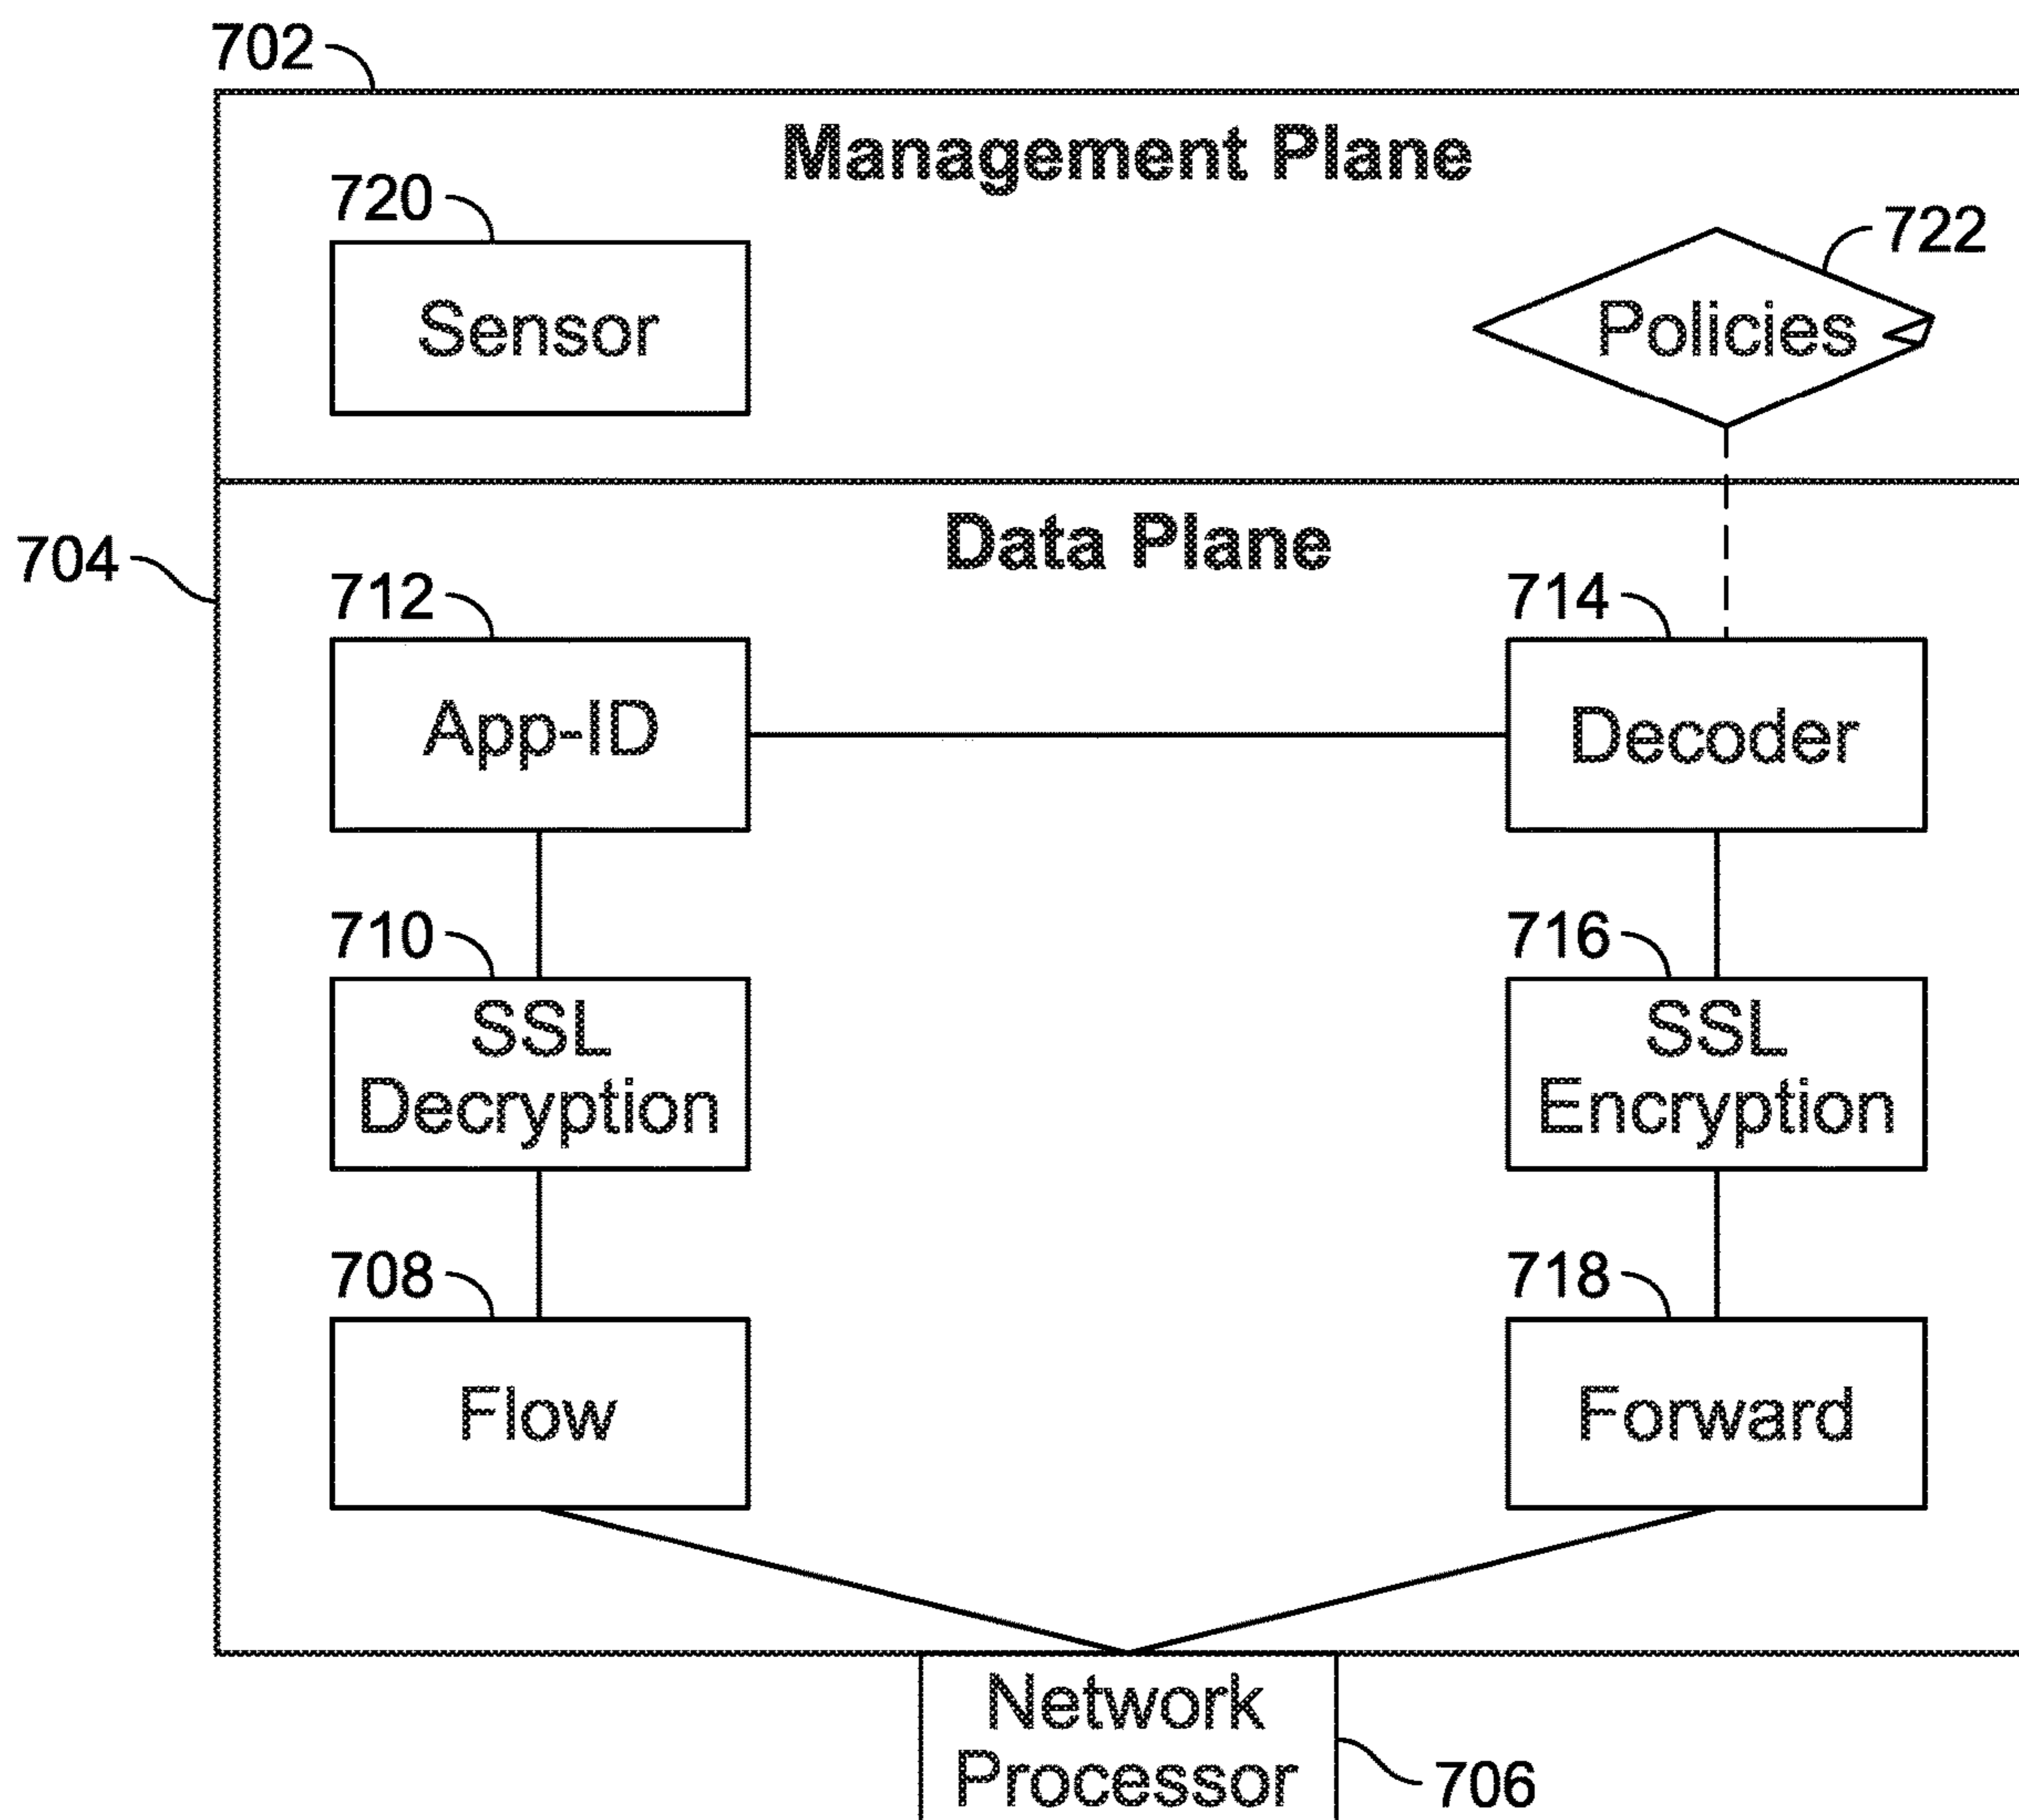 702
Management Plane
720
722
Sensor
Policies
704
Data Plane
712
714
App-ID
Decoder
710
716
SSL
Decryption
SSL
Encryption
708
718
Flow
Forward
Network
Processor
706